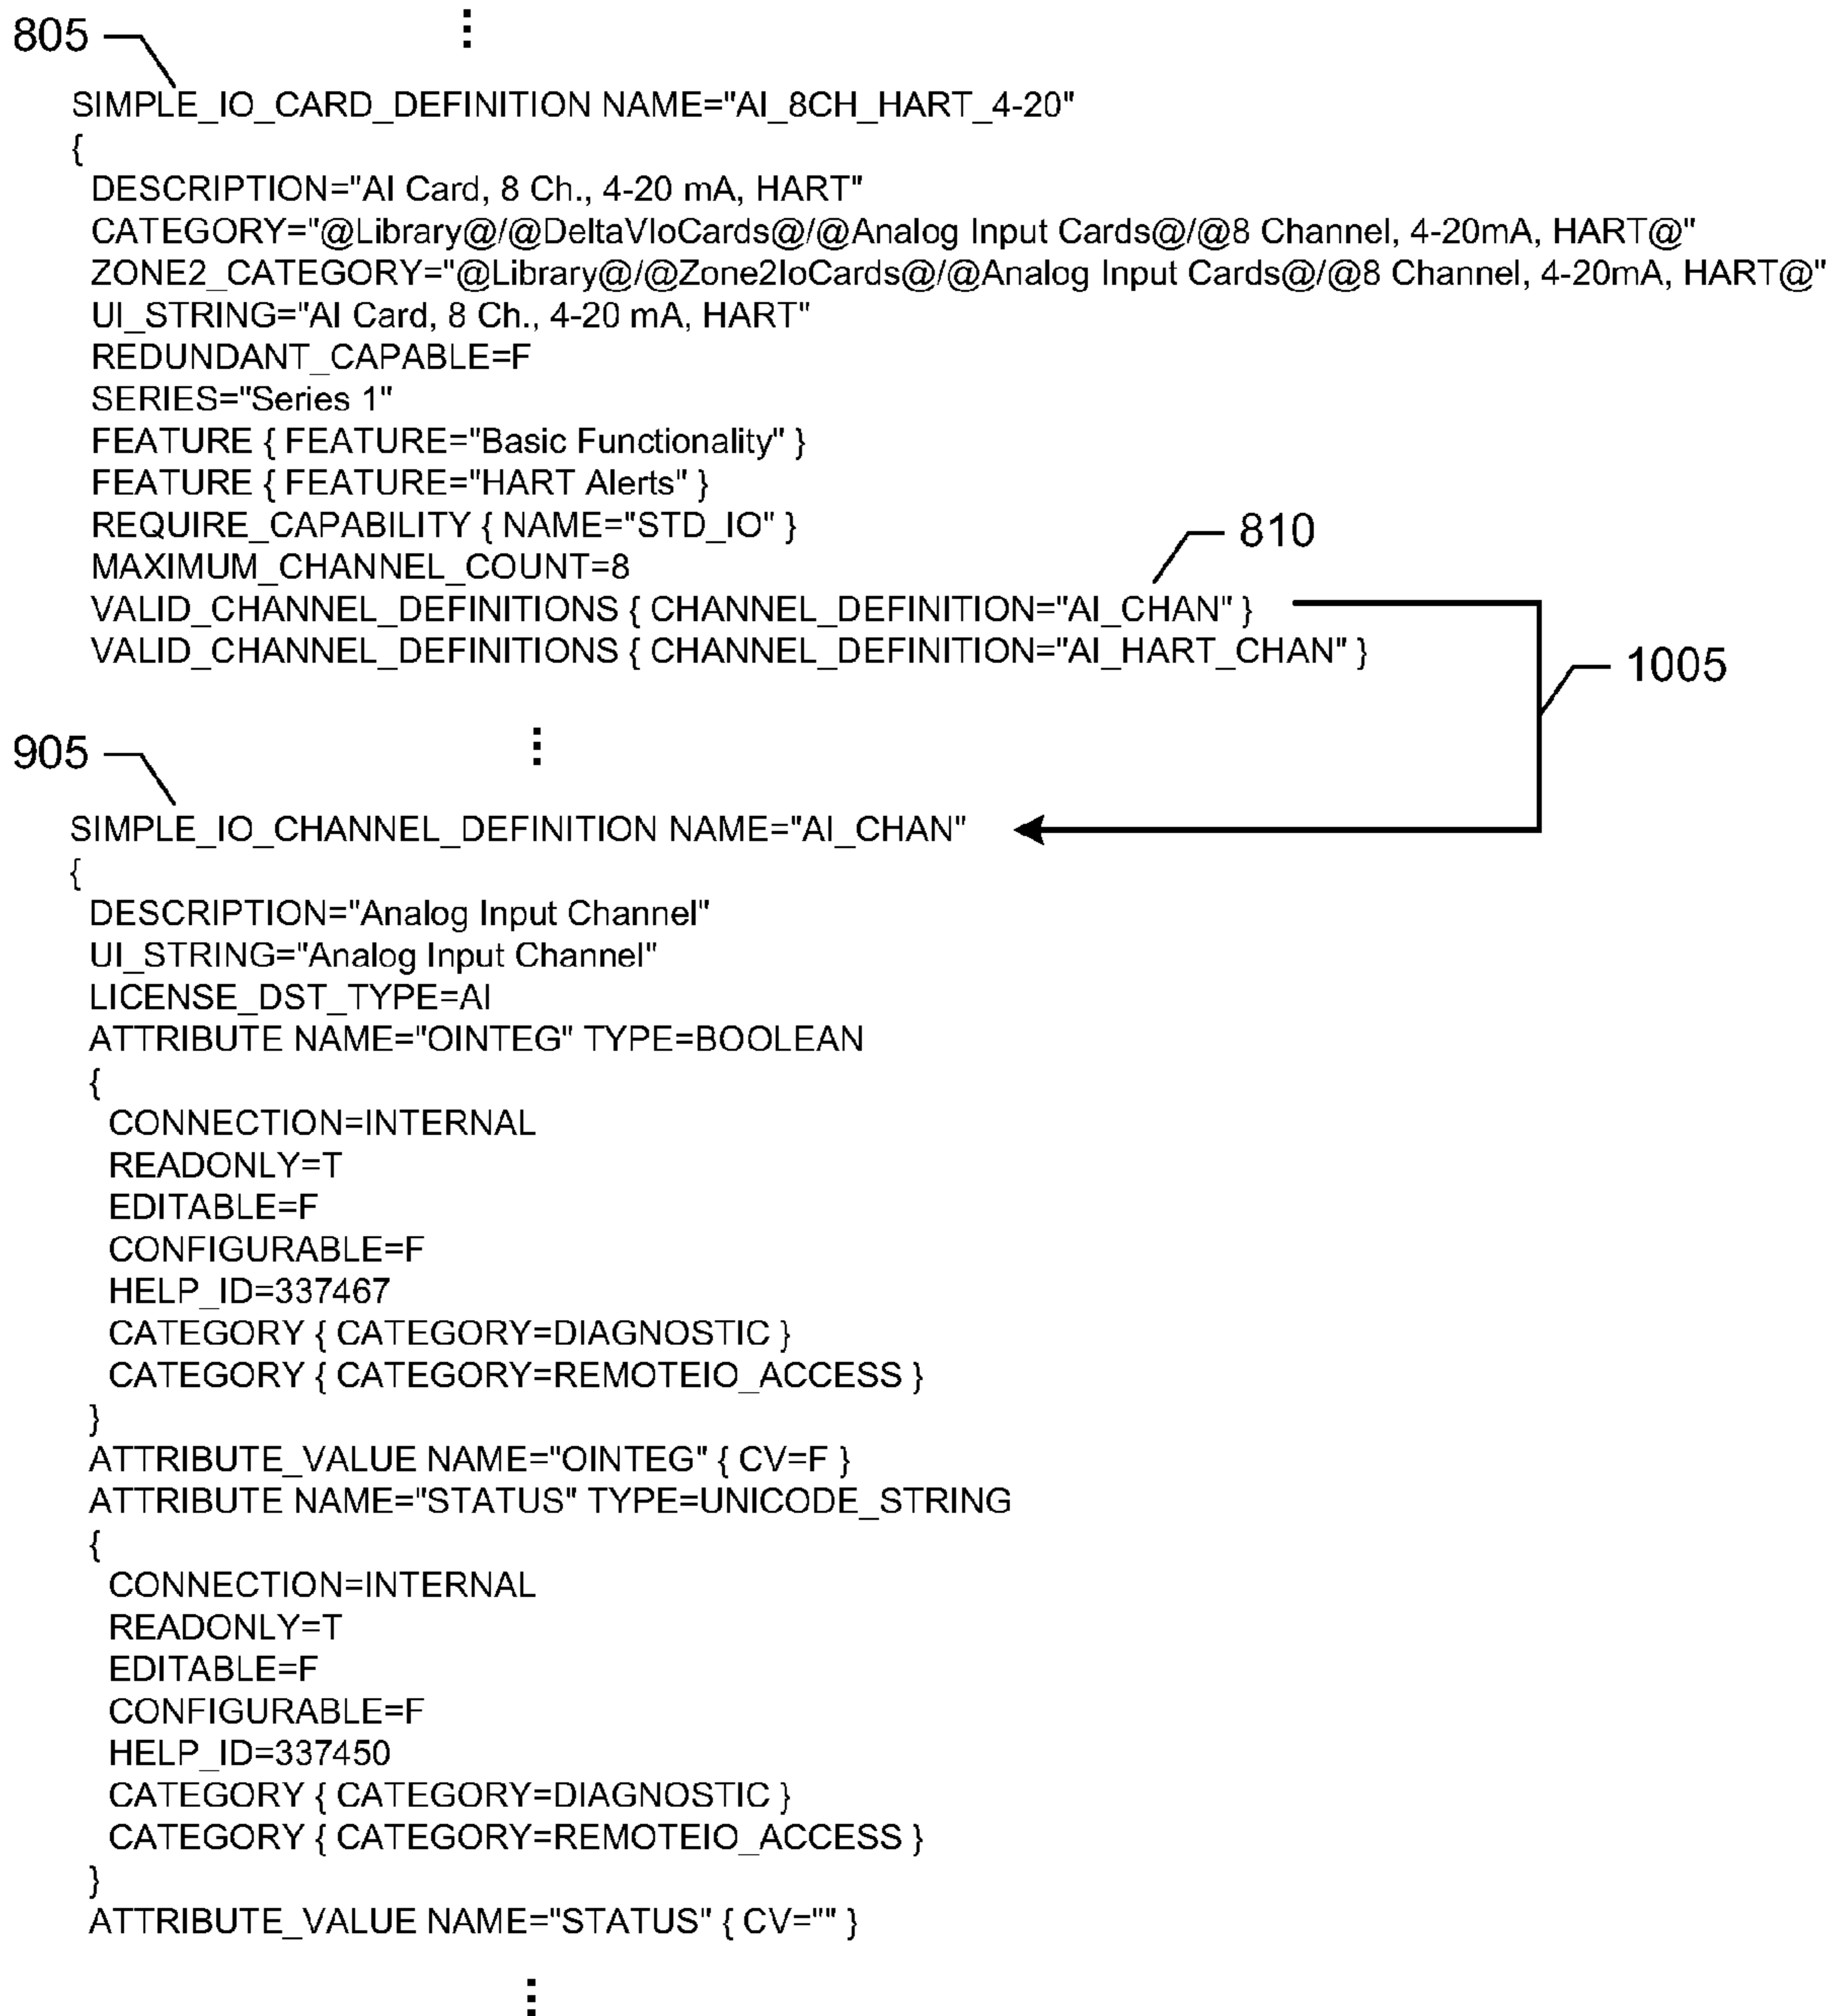 805
SIMPLE_IO_CARD_DEFINITION NAME="AI_8CH_HART_4-20"
{
DESCRIPTION="AI Card, 8 Ch., 4-20 mA, HART"
CATEGORY="@Library@/@DeltaVIoCards@/@Analog Input Cards@/@8 Channel, 4-20mA, HART@"
ZONE2_CATEGORY="@Library@/@Zone2IoCards@/@Analog Input Cards@/@8 Channel, 4-20mA, HART@"
UI_STRING="AI Card, 8 Ch., 4-20 mA, HART"
REDUNDANT_CAPABLE=F
SERIES="Series 1"
FEATURE { FEATURE="Basic Functionality" }
FEATURE { FEATURE="HART Alerts" }
REQUIRE_CAPABILITY { NAME="STD_IO" }
810
MAXIMUM_CHANNEL_COUNT=8
VALID_CHANNEL_DEFINITIONS { CHANNEL_DEFINITION="AI_CHAN" }
VALID_CHANNEL_DEFINITIONS { CHANNEL_DEFINITION="AI_HART_CHAN" }
1005
905
SIMPLE_IO_CHANNEL_DEFINITION NAME="AI_CHAN"
{
DESCRIPTION="Analog Input Channel"
UI_STRING="Analog Input Channel"
LICENSE_DST_TYPE=AI
ATTRIBUTE NAME="OINTEG" TYPE=BOOLEAN
{
CONNECTION=INTERNAL
READONLY=T
EDITABLE=F
CONFIGURABLE=F
HELP_ID=337467
CATEGORY { CATEGORY=DIAGNOSTIC }
CATEGORY { CATEGORY=REMOTEIO_ACCESS }
}
ATTRIBUTE_VALUE NAME="OINTEG" { CV=F }
ATTRIBUTE NAME="STATUS" TYPE=UNICODE_STRING
{
CONNECTION=INTERNAL
READONLY=T
EDITABLE=F
CONFIGURABLE=F
HELP_ID=337450
CATEGORY { CATEGORY=DIAGNOSTIC }
CATEGORY { CATEGORY=REMOTEIO_ACCESS }
}
ATTRIBUTE_VALUE NAME="STATUS" { CV="" }